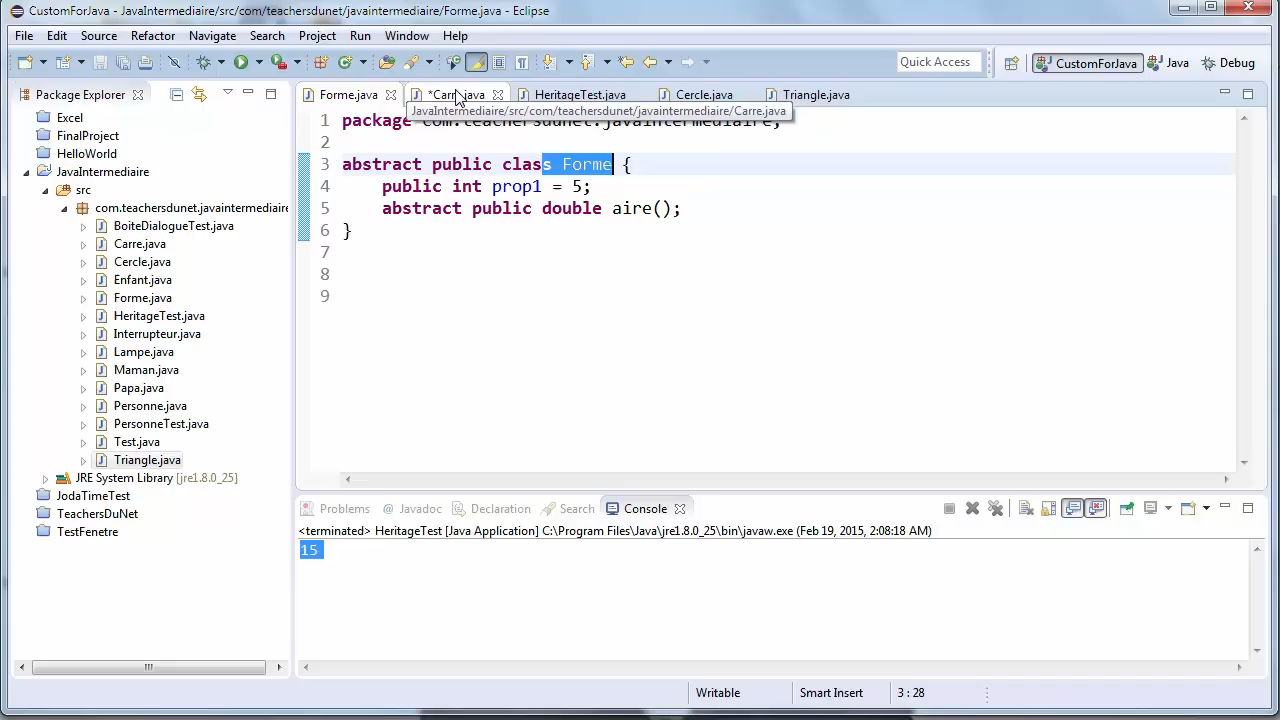 CustomForJava - JavaIntermediaire/src/com/teachersdunet/javaintermediaire/Forme.java - Eclipse
File Edit Source Refactor Navigate Search Project Run Window Help
Quick Access CustomForJava Java Debug
Package Explorer
Forme.java *Carre.java HeritageTest.java Cercle.java Triangle.java
JavaIntermediaire/src/com/teachersdunet/javaintermediaire/Carre.java
Excel
FinalProject
HelloWorld
JavaIntermediaire
src
com.teachersdunet.javaintermediaire
BoiteDialogueTest.java
Carre.java
Cercle.java
Enfant.java
Forme.java
HeritageTest.java
Interrupteur.java
Lampe.java
Maman.java
Papa.java
Personne.java
PersonneTest.java
Test.java
Triangle.java
JRE System Library [jre1.8.0_25]
JodaTimeTest
TeachersDuNet
TestFenetre
1 package com.teachersdunet.javaintermediaire;
2
3 abstract public class Forme {
4 public int prop1 = 5;
5 abstract public double aire();
6 }
7
8
9
Problems Javadoc Declaration Search Console
<terminated> HeritageTest [Java Application] C:\Program Files\Java\jre1.8.0_25\bin\javaw.exe (Feb 19, 2015, 2:08:18 AM)
15
Writable Smart Insert 3 : 28